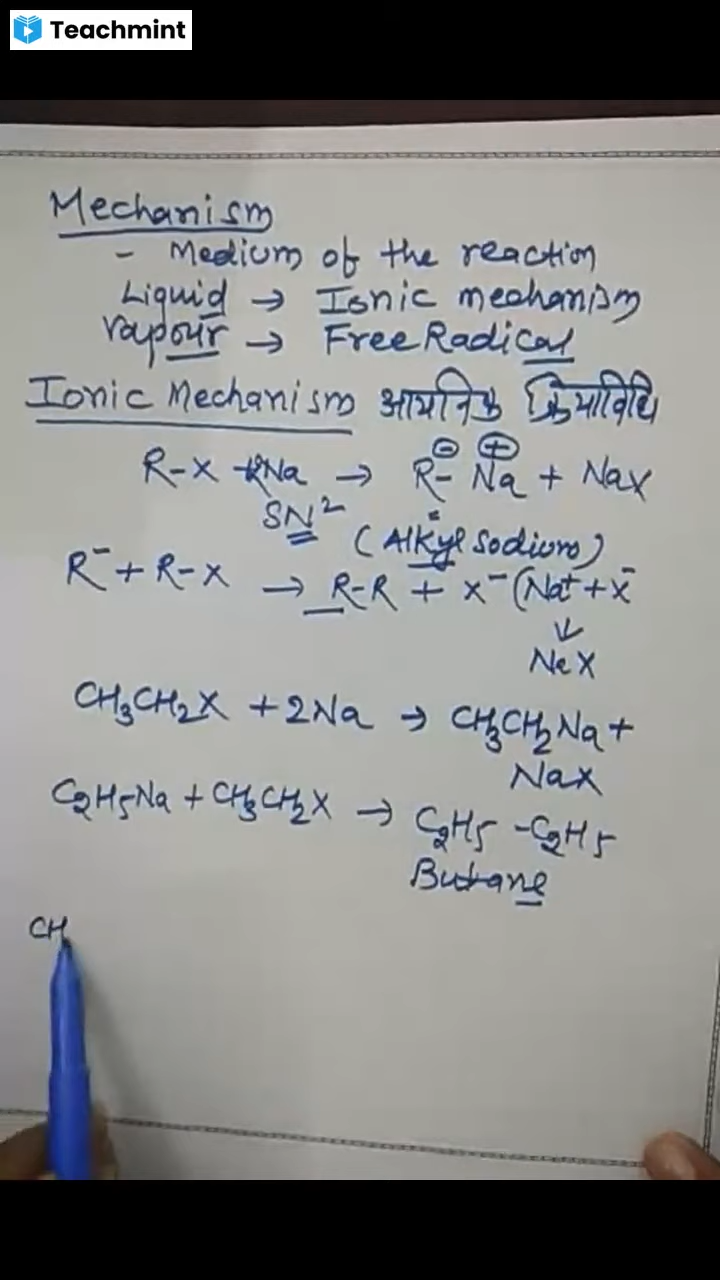 Teachmint
Mechanism
- Medium of the reaction
Liquid → Ionic mechanism
Vapour → Free Radical
Ionic Mechanism आयनिक क्रियाविधि
R-X + 2Na → R⁻ Na⊕ + NaX
SN²
(Alkyl sodium)
R⁻ + R-X → R-R + X⁻ (Na⁺ + X⁻
↓
NaX
CH₃CH₂X + 2Na → CH₃CH₂Na +
NaX
C₂H₅Na + CH₃CH₂X → C₂H₅-C₂H₅
Butane
CH